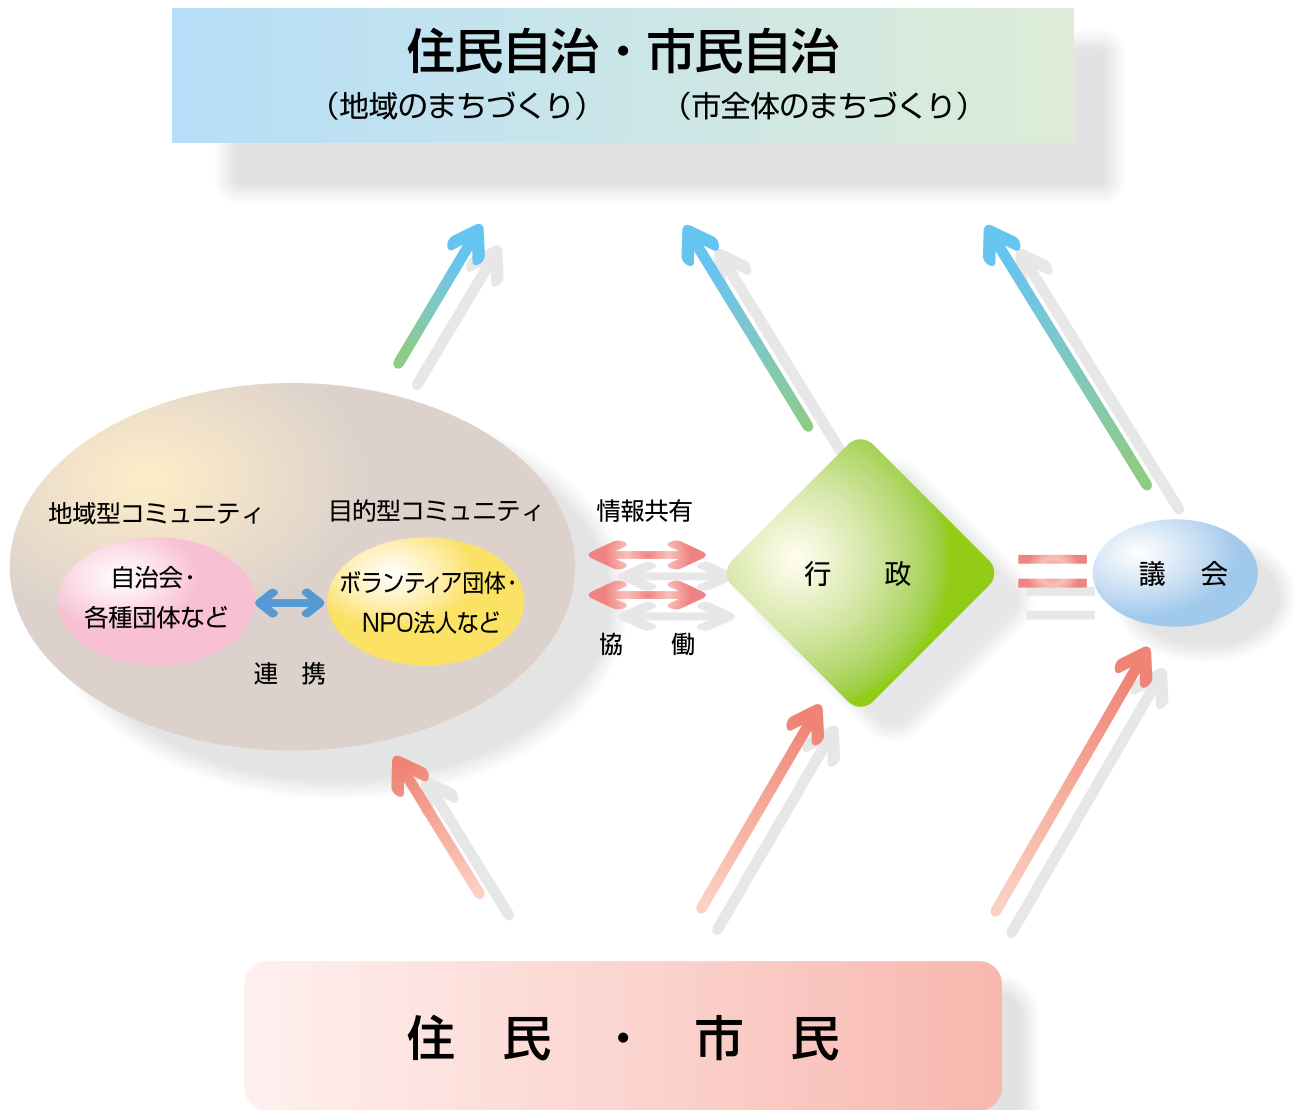 住民自治・市民自治
（地域のまちづくり）　（市全体のまちづくり）
地域型コミュニティ
目的型コミュニティ
自治会・
各種団体など
ボランティア団体・
NPO法人など
連　携
情報共有
協　働
行　政
議　会
住　民　・　市　民